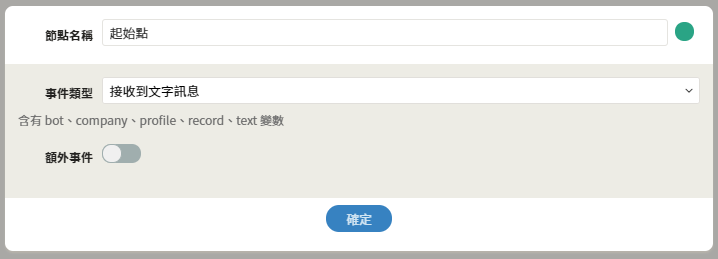 節點名稱 起始點
事件類型 接收到文字訊息
含有 bot、company、profile、record、text 變數
額外事件
確定